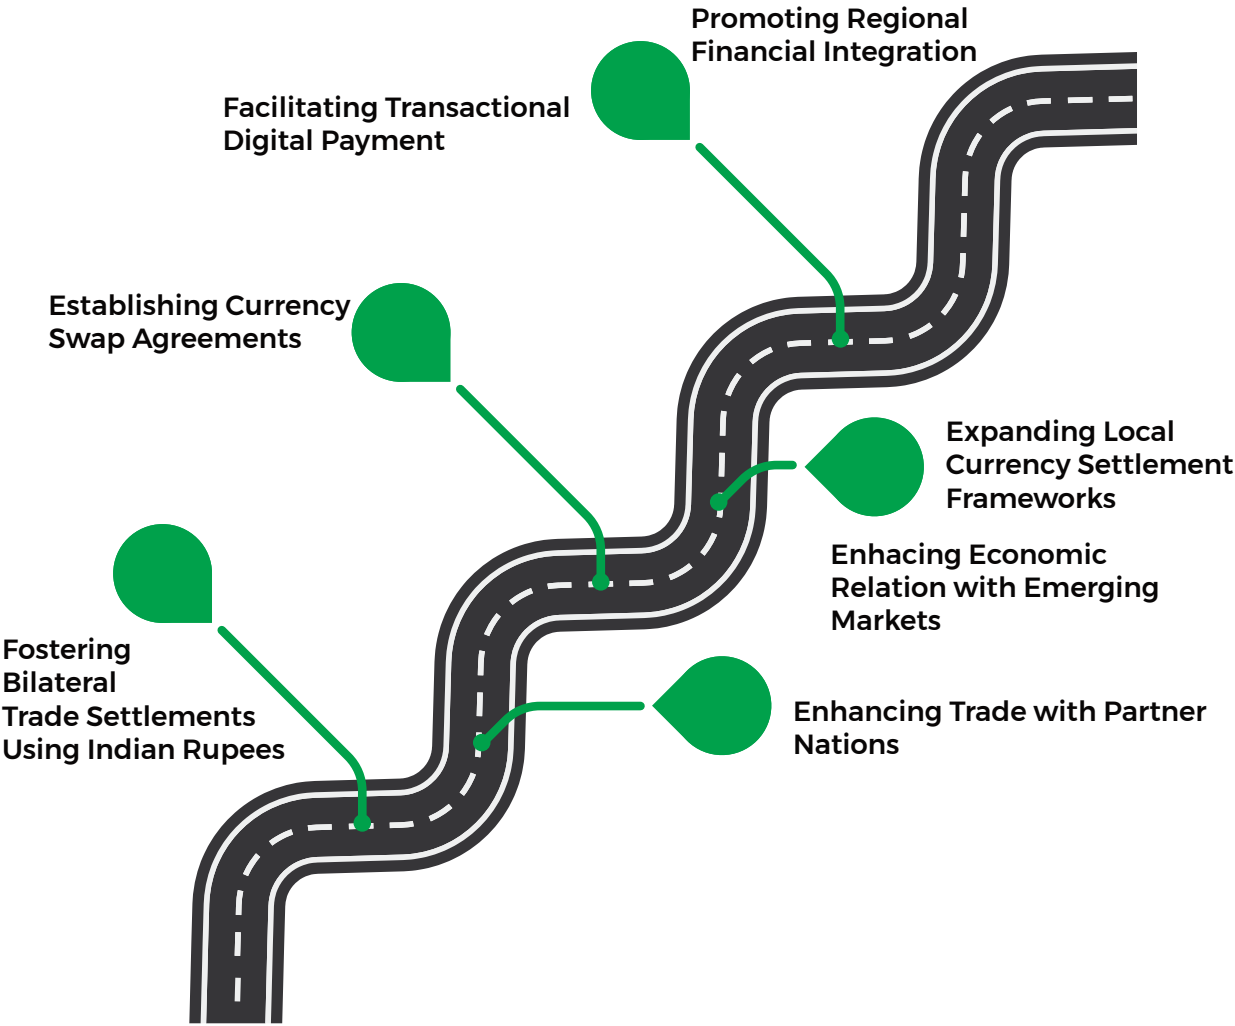 Promoting Regional
Financial Integration
Facilitating Transactional
Digital Payment
Establishing Currency
Swap Agreements
Expanding Local
Currency Settlement
Frameworks
Enhacing Economic
Relation with Emerging
Markets
Fostering
Bilateral
Trade Settlements
Using Indian Rupees
Enhancing Trade with Partner
Nations